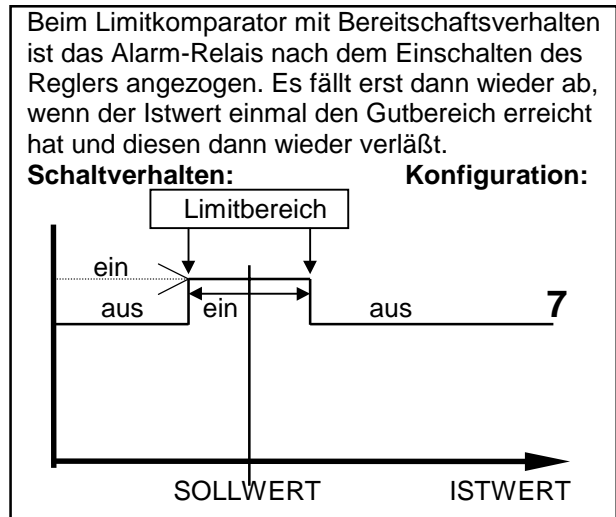 Beim Limitkomparator mit Bereitschaftsverhalten
ist das Alarm-Relais nach dem Einschalten des
Reglers angezogen. Es fällt erst dann wieder ab,
wenn der Istwert einmal den Gutbereich erreicht
hat und diesen dann wieder verläßt.
Schaltverhalten: Konfiguration:
Limitbereich
ein
aus ein aus 7
SOLLWERT ISTWERT